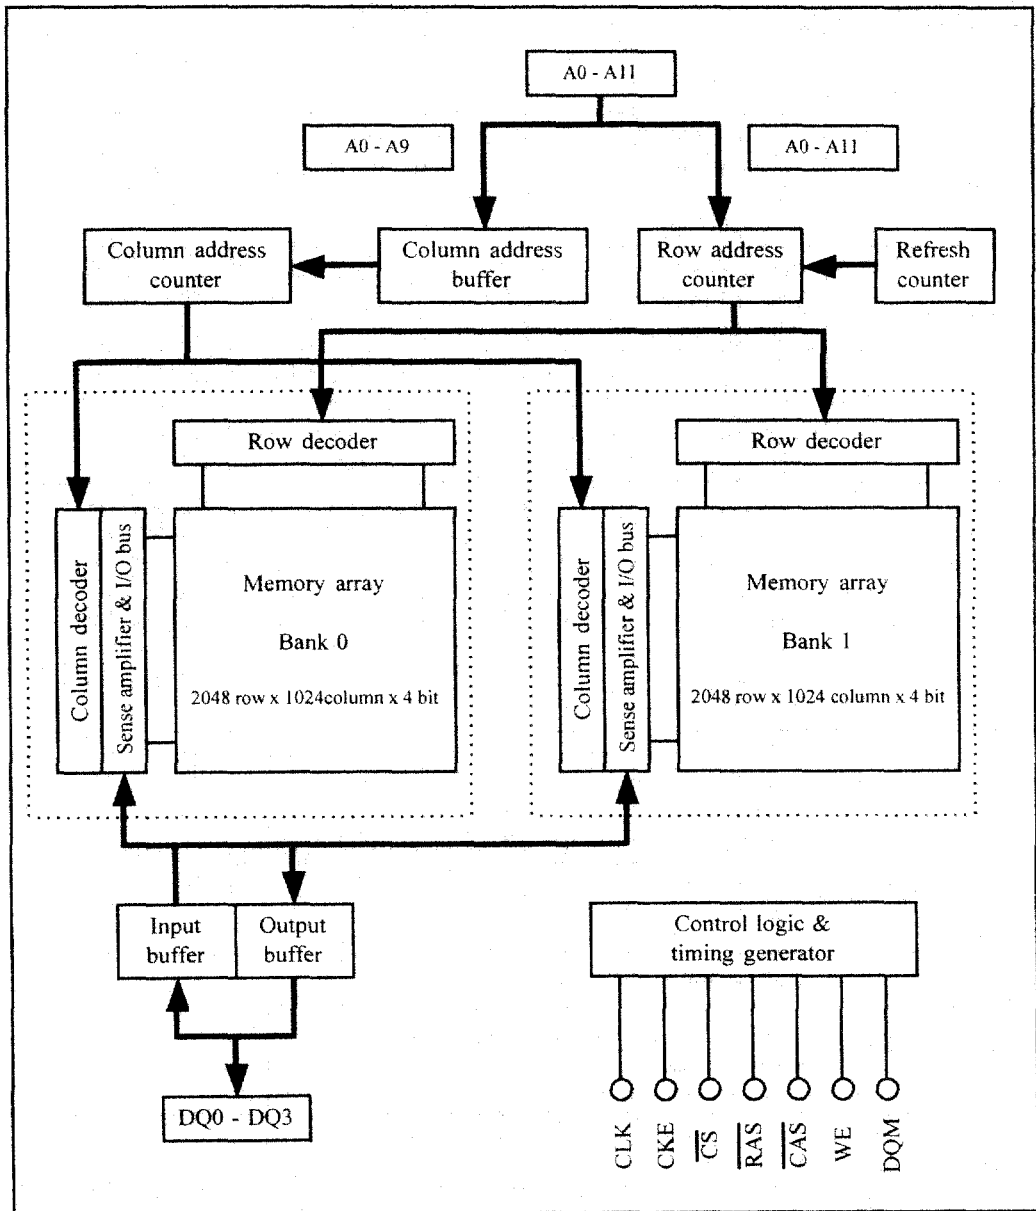 A0 - A11
A0 - A9
A0 - A11
Column address
counter
Column address
buffer
Row address
counter
Refresh
counter
Row decoder
Row decoder
Column decoder
Sense amplifier & I/O bus
Memory array
Bank 0
2048 row x 1024column x 4 bit
Column decoder
Sense amplifier & I/O bus
Memory array
Bank 1
2048 row x 1024 column x 4 bit
Input
buffer
Output
buffer
Control logic &
timing generator
DQ0 - DQ3
CLK
CKE
C̅S̅
R̅A̅S̅
C̅A̅S̅
WE
DQM